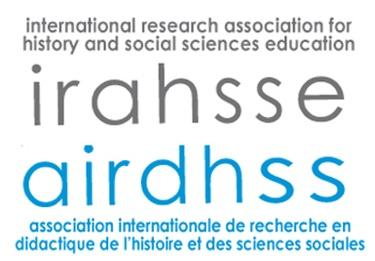 international research association for
history and social sciences education
irahsse
airdhss
association internationale de recherche en
didactique de l'histoire et des sciences sociales